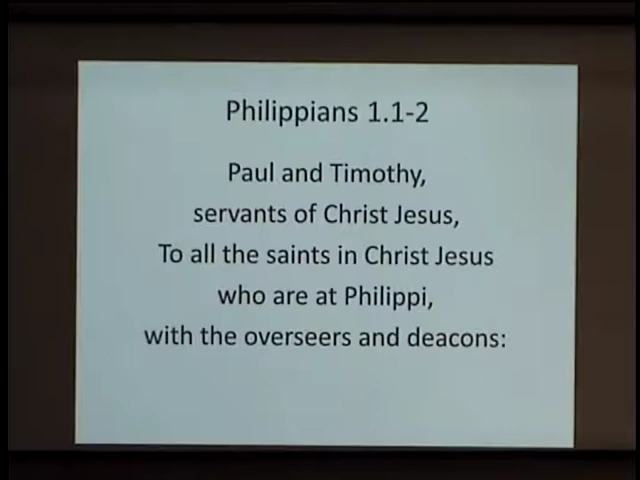 Philippians 1.1-2
Paul and Timothy,
servants of Christ Jesus,
To all the saints in Christ Jesus
who are at Philippi,
with the overseers and deacons: